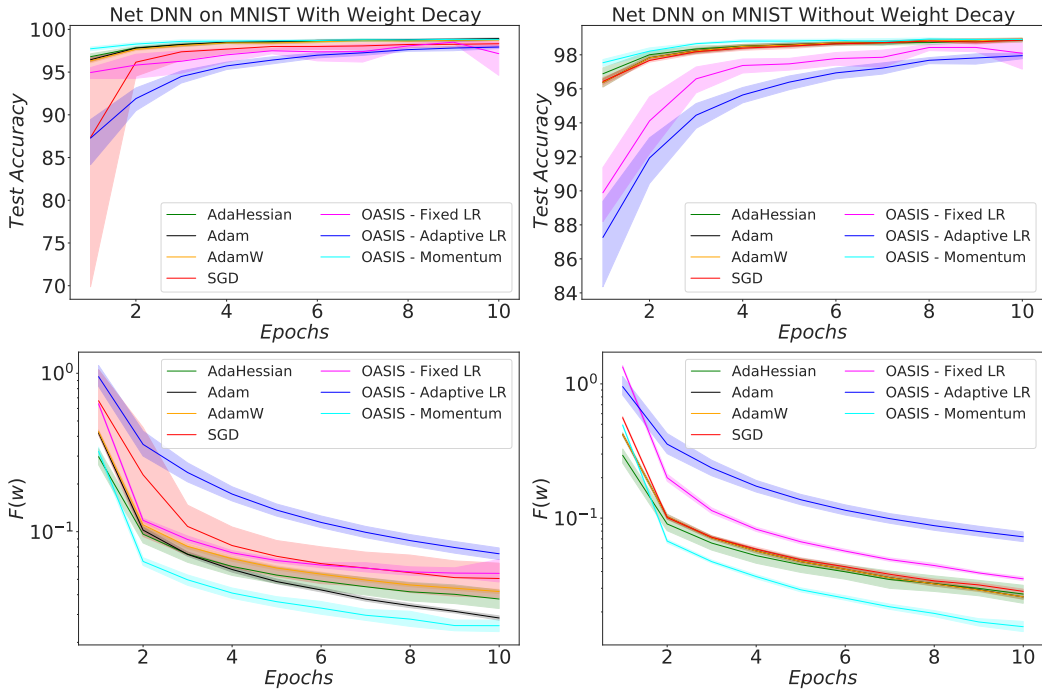 Net DNN on MNIST With Weight Decay
100
95
90
85
80
75
70
Test Accuracy
AdaHessian
Adam
AdamW
SGD
OASIS - Fixed LR
OASIS - Adaptive LR
OASIS - Momentum
2 4 6 8 10
Epochs
Net DNN on MNIST Without Weight Decay
98
96
94
92
90
88
86
84
Test Accuracy
AdaHessian
Adam
AdamW
SGD
OASIS - Fixed LR
OASIS - Adaptive LR
OASIS - Momentum
2 4 6 8 10
Epochs
10⁰
10⁻¹
F(w)
AdaHessian
Adam
AdamW
SGD
OASIS - Fixed LR
OASIS - Adaptive LR
OASIS - Momentum
2 4 6 8 10
Epochs
10⁰
10⁻¹
F(w)
AdaHessian
Adam
AdamW
SGD
OASIS - Fixed LR
OASIS - Adaptive LR
OASIS - Momentum
2 4 6 8 10
Epochs